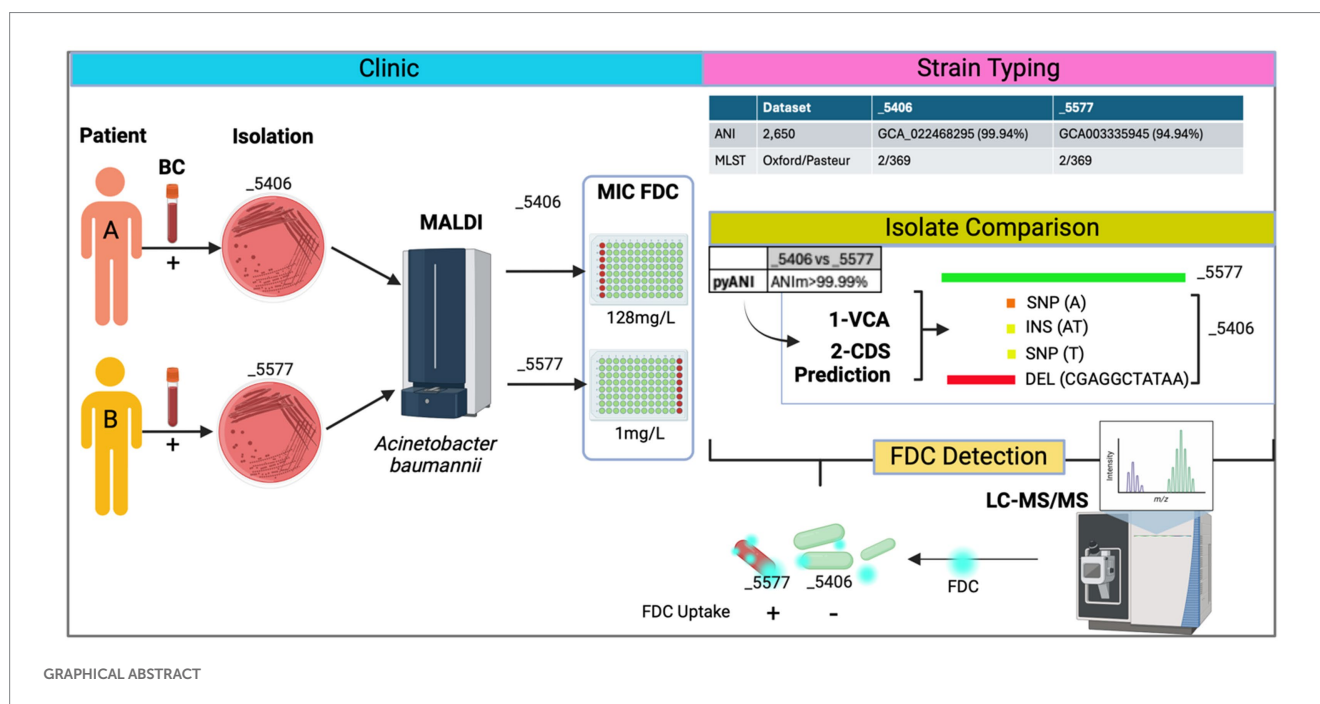 Clinic
Patient
BC
Isolation
_5406
A
+
MALDI
_5406
MIC FDC
128mg/L
_5577
B
+
_5577
1mg/L
Acinetobacter
baumannii
Strain Typing
Dataset _5406 _5577
ANI 2,650 GCA_022468295 (99.94%) GCA003335945 (94.94%)
MLST Oxford/Pasteur 2/369 2/369
Isolate Comparison
_5406 vs _5577
pyANI ANIm>99.99%
1-VCA
2-CDS
Prediction
_5577
SNP (A)
INS (AT)
SNP (T)
DEL (CGAGGCTATAA)
_5406
FDC Detection
LC-MS/MS
Intensity
m/z
_5577
_5406
FDC
FDC Uptake + -
GRAPHICAL ABSTRACT